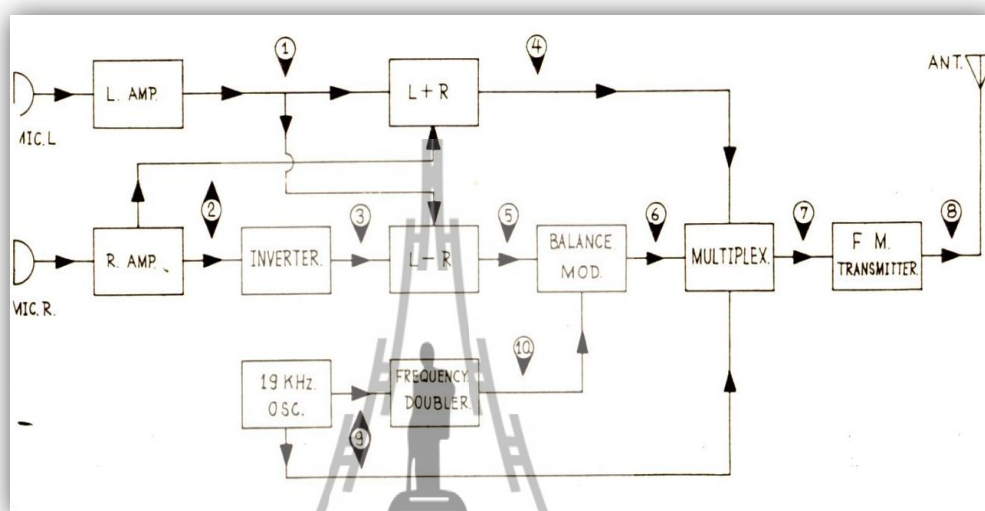 1
4
ANT.
L. AMP.
L+R
MIC.L
2
3
5
BALANCE
MOD.
6
7
F M.
TRANSMITTER.
8
R. AMP.
INVERTER.
L-R
MULTIPLEX.
MIC. R.
10
19 KHz.
OSC.
FREQUENCY
DOUBLER.
9